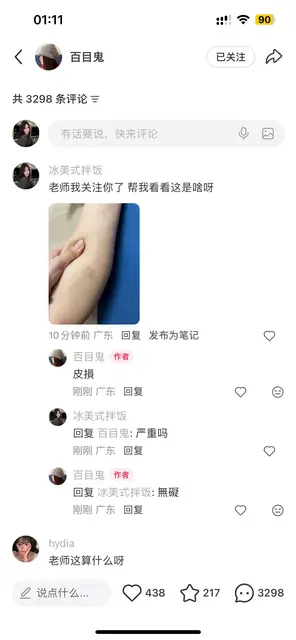 01:11
90
百目鬼
已关注
共 3298 条评论
有话要说，快来评论
冰美式拌饭
老师我关注你了 帮我看看这是啥呀
10 分钟前 广东 回复 发布为笔记
百目鬼 作者
皮損
刚刚 广东 回复
冰美式拌饭
回复 百目鬼: 严重吗
刚刚 广东 回复
百目鬼 作者
回复 冰美式拌饭: 無礙
刚刚 广东 回复
hydia
老师这算什么呀
说点什么... 438 217 3298